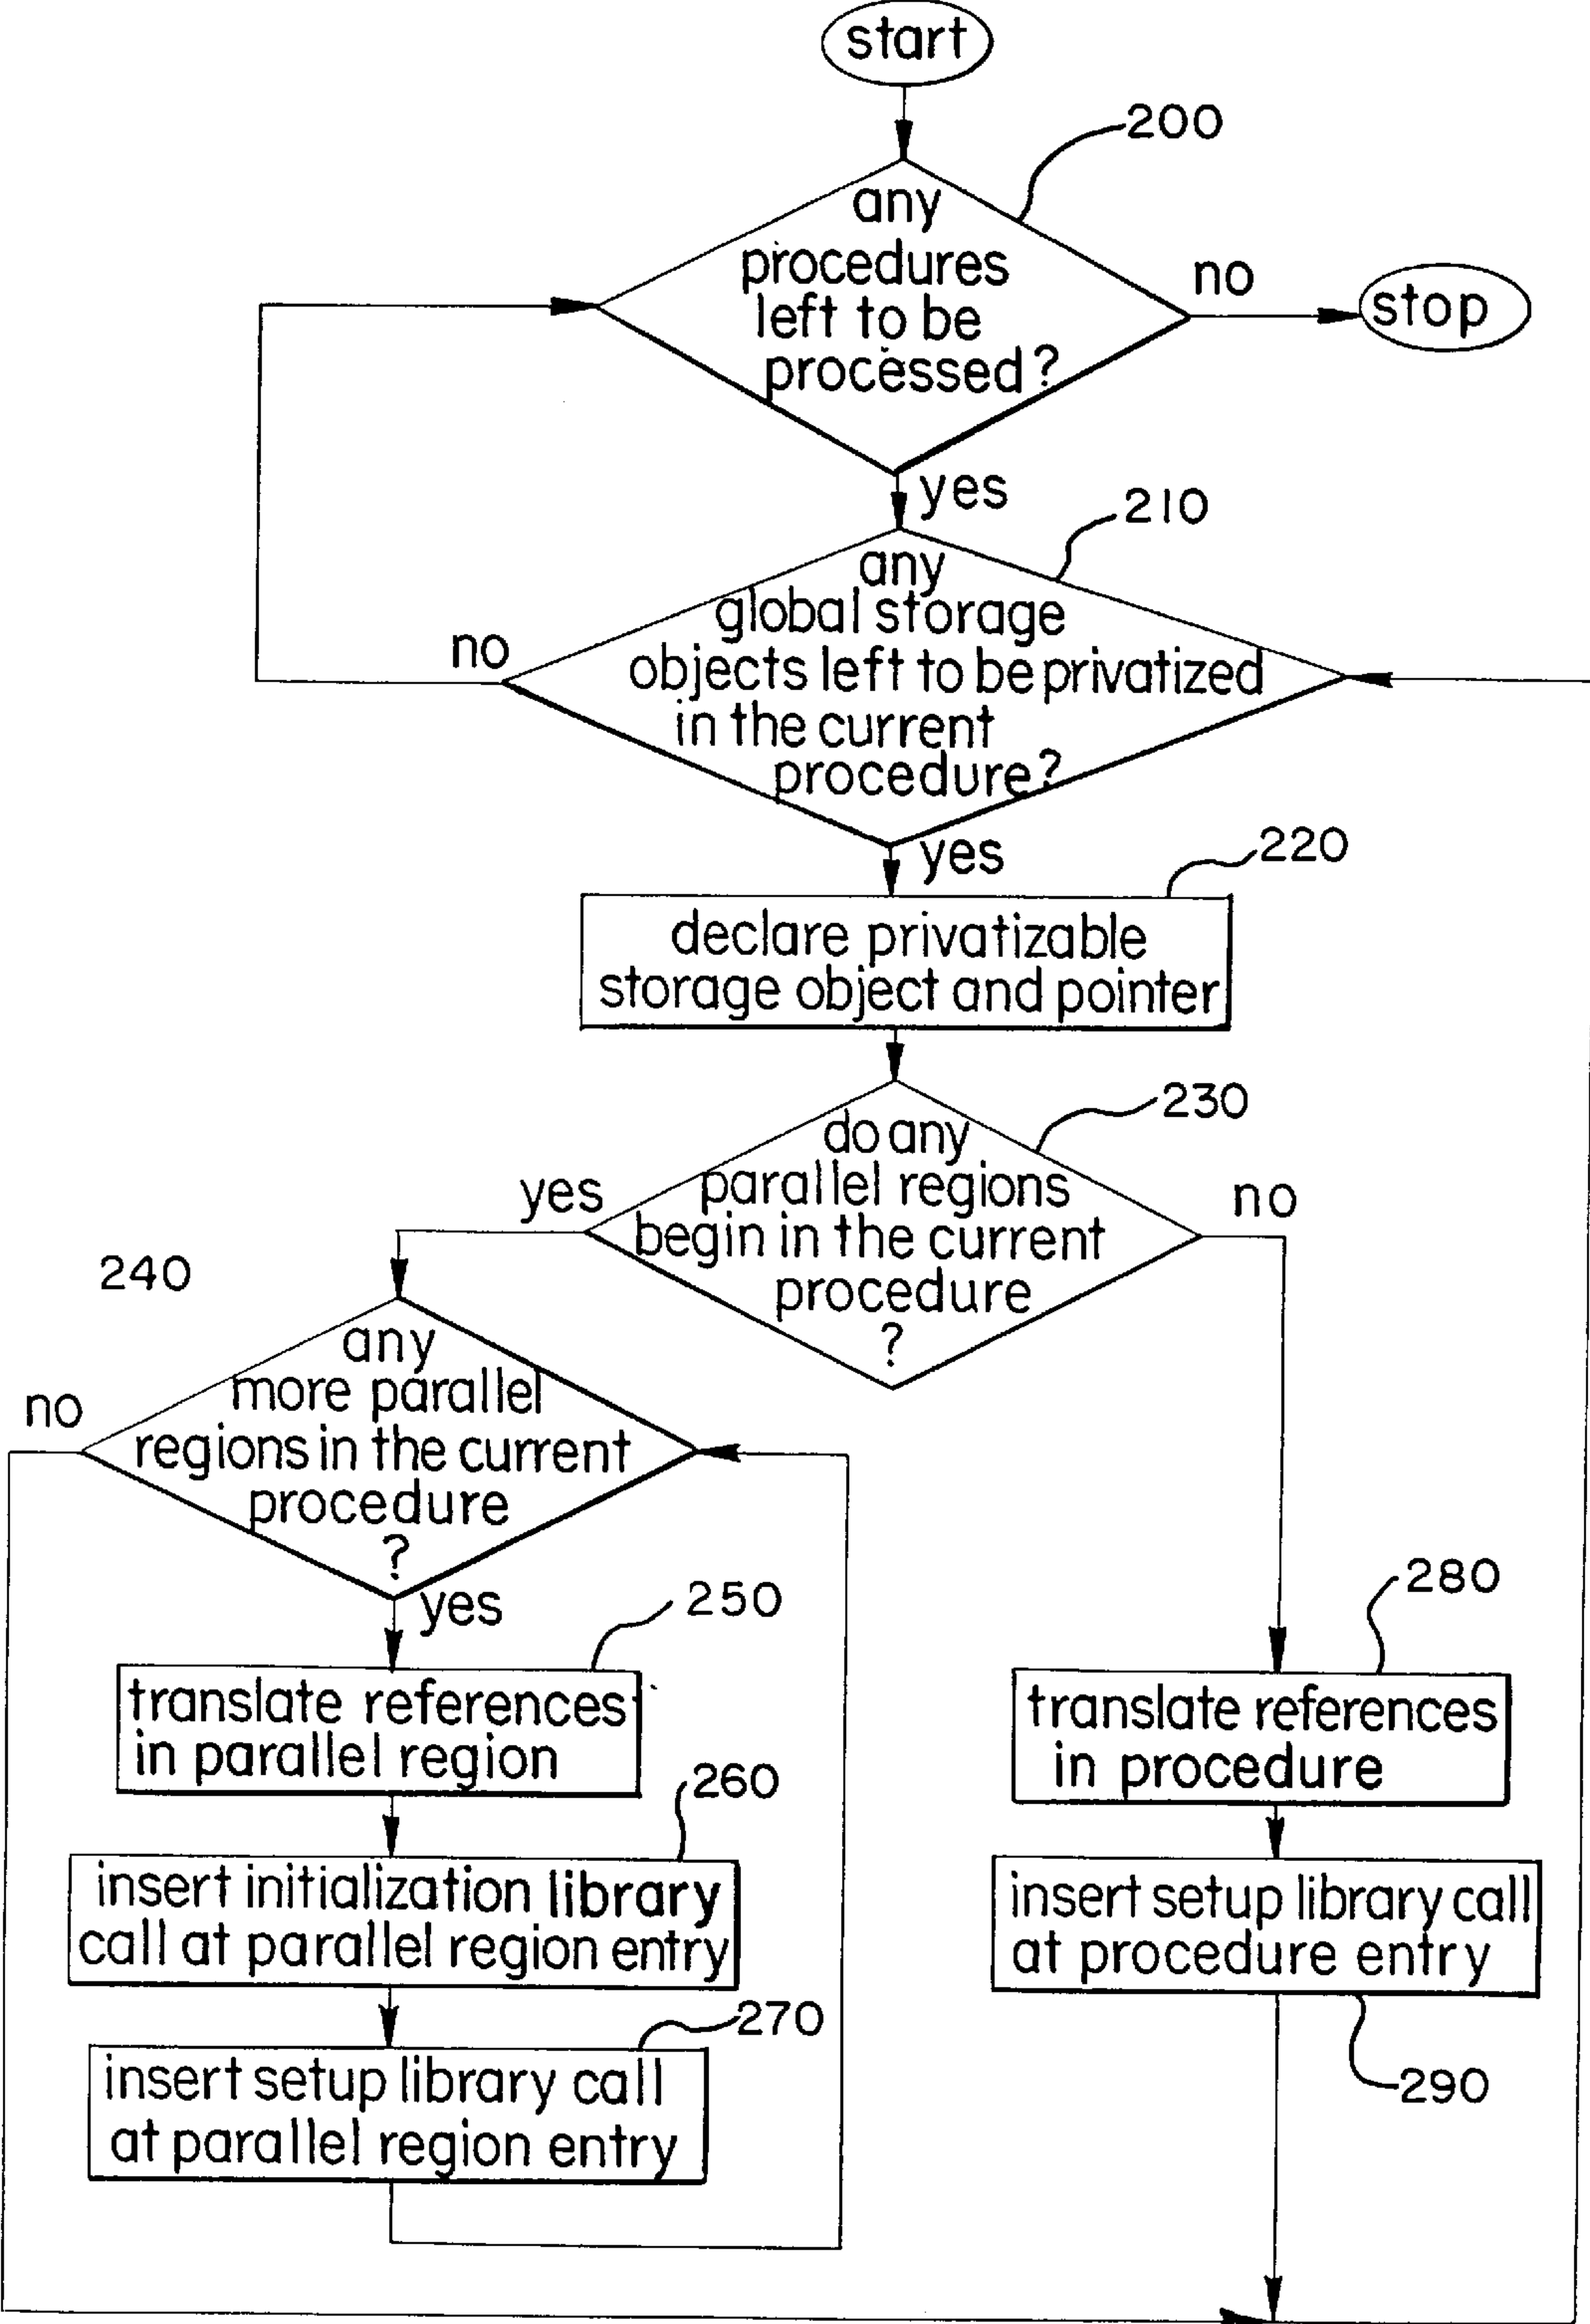 start
200
any
procedures
left to be
processed?
no
stop
yes
210
any
global storage
objects left to be privatized
in the current
procedure?
no
yes
220
declare privatizable
storage object and pointer
230
do any
parallel regions
begin in the current
procedure
?
yes
no
240
any
more parallel
regions in the current
procedure
?
no
yes
250
translate references
in parallel region
260
insert initialization library
call at parallel region entry
270
insert setup library call
at parallel region entry
280
translate references
in procedure
insert setup library call
at procedure entry
290